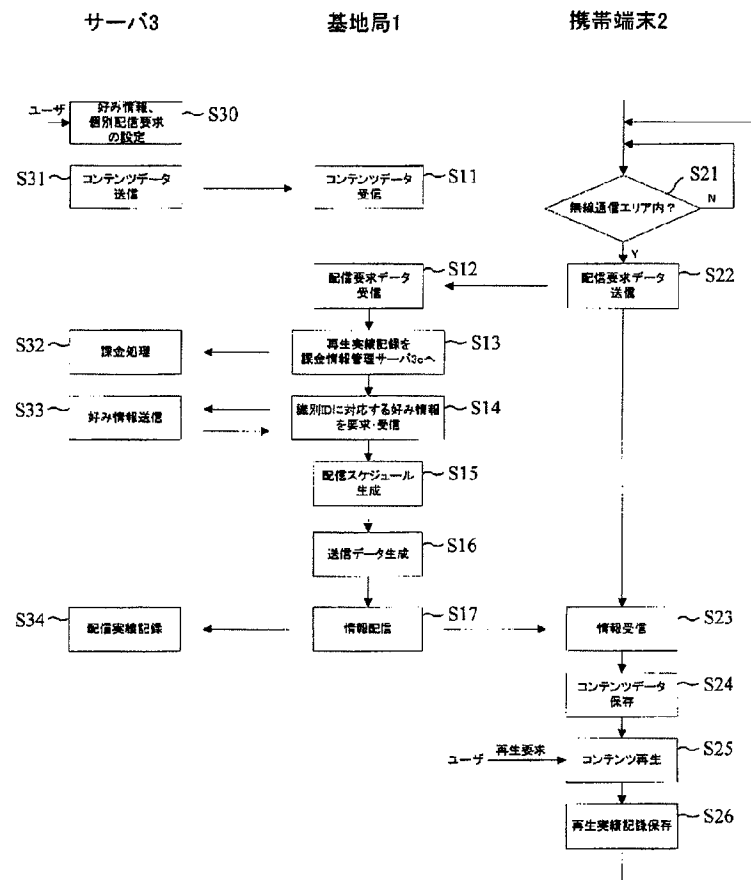 サーバ3
基地局1
携帯端末2
ユーザ
好み情報、
個別配信要求
の設定
S30
S31
コンテンツデータ
送信
コンテンツデータ
受信
S11
S21
無線通信エリア内?
N
Y
配信要求データ
受信
S12
配信要求データ
送信
S22
S32
課金処理
再生実績記録を
課金情報管理サーバ3cへ
S13
S33
好み情報送信
識別IDに対応する好み情報
を要求・受信
S14
配信スケジュール
生成
S15
送信データ生成
S16
S34
配信実績記録
情報配信
S17
情報受信
S23
コンテンツデータ
保存
S24
ユーザ
再生要求
コンテンツ再生
S25
再生実績記録保存
S26